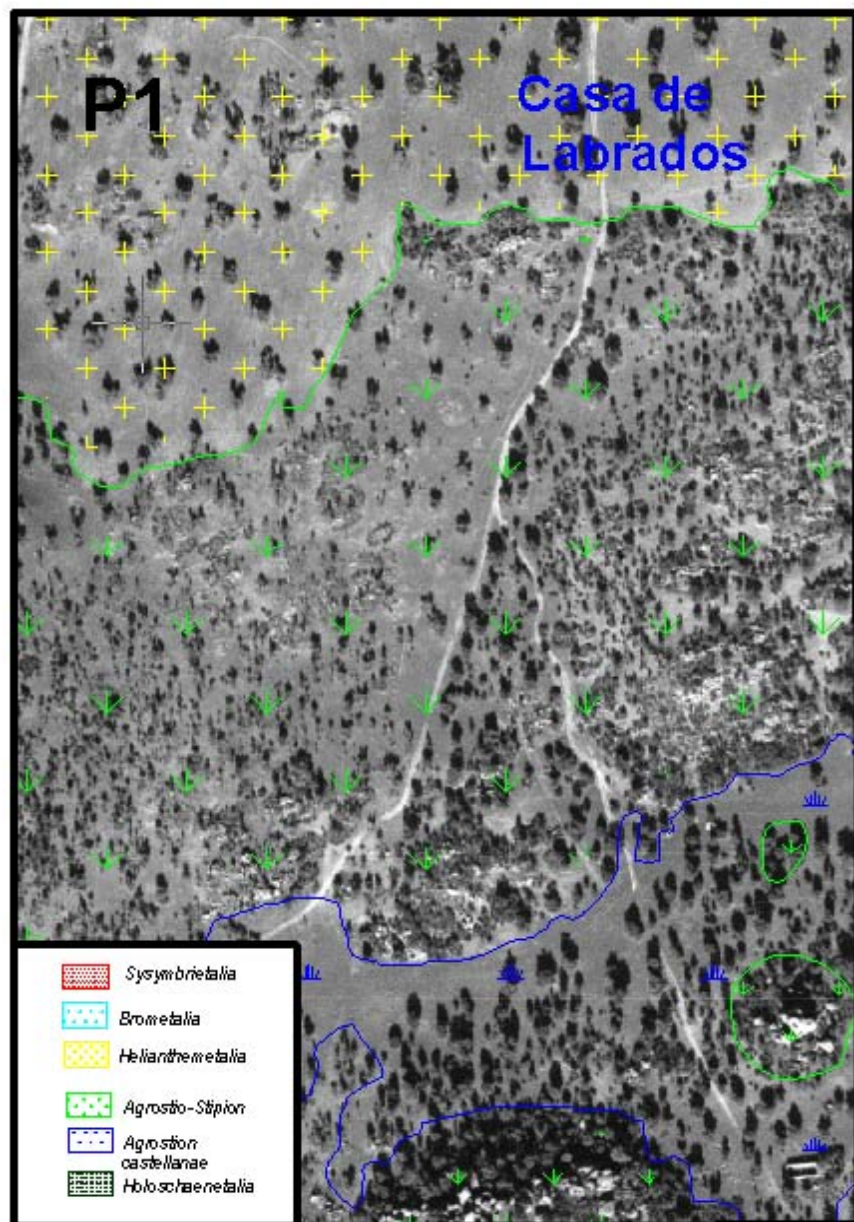 P1
Casa de
Labrados
Sysymbrietalia
Brometalia
Helianthemetalia
Agrostio-Stipion
Agrostion
castellanae
Holoschaenetalia